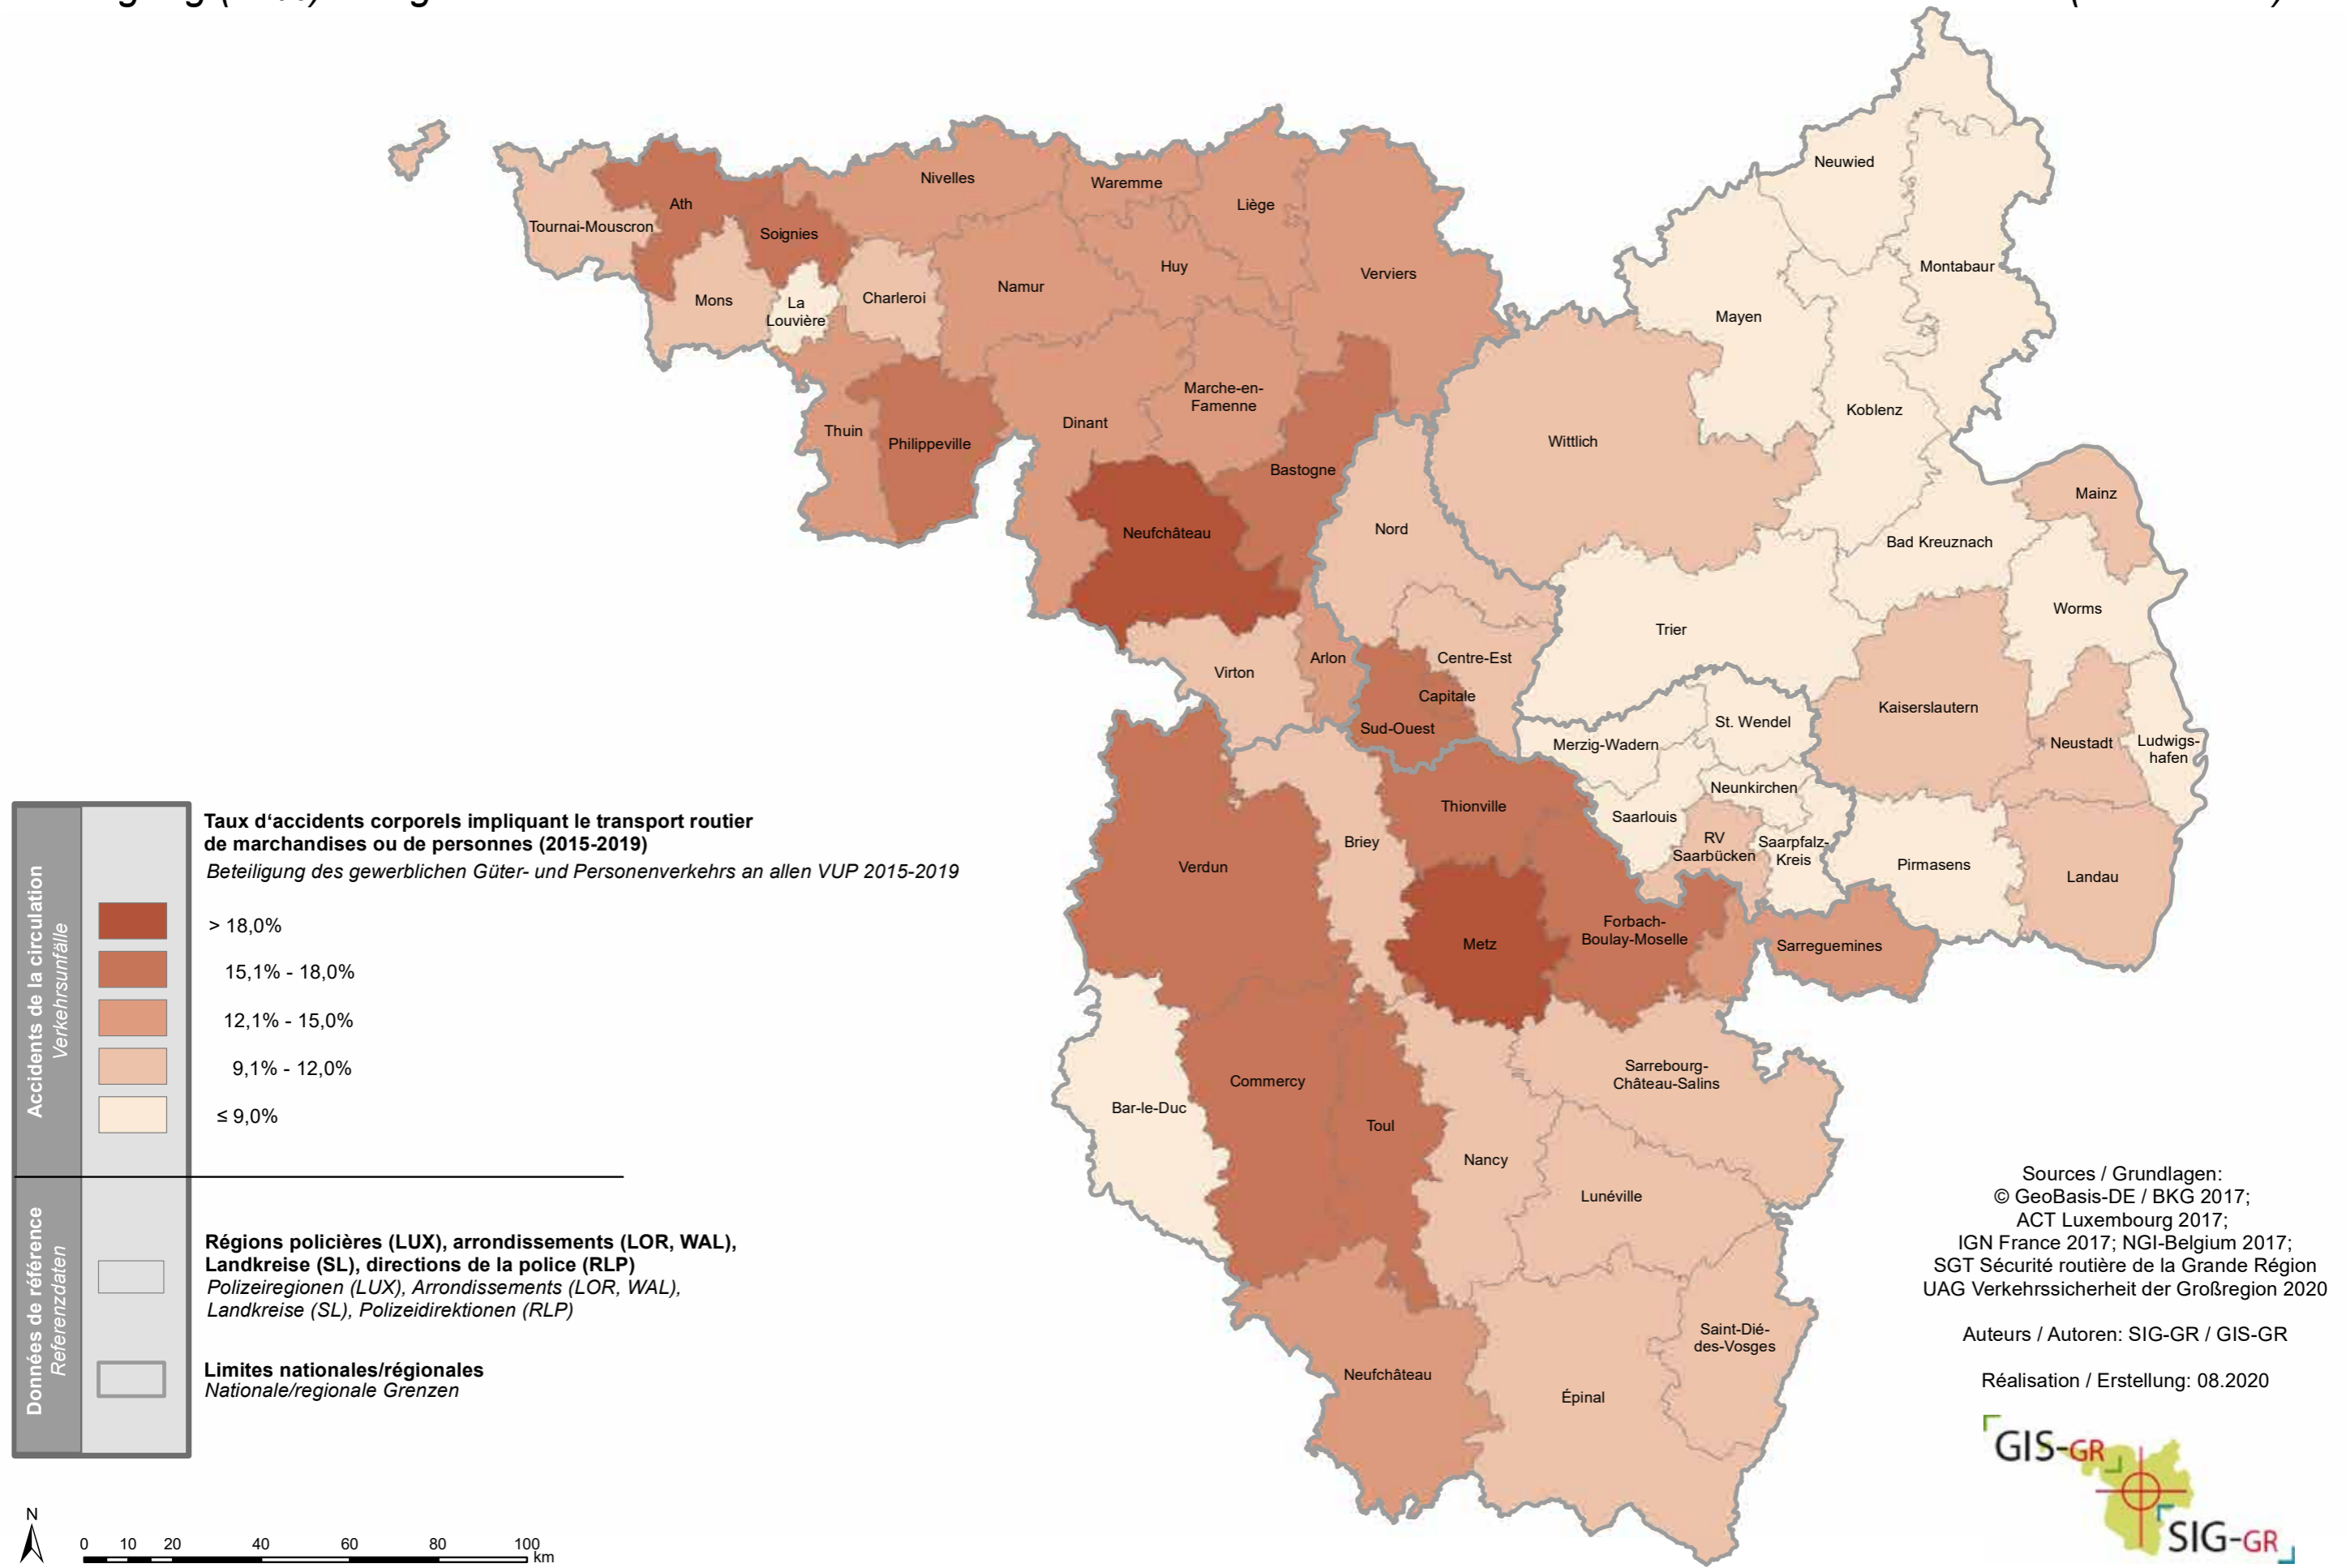 Neuwied
Nivelles
Waremme
Ath
Liège
Tournai-Mouscron
Soignies
Montabaur
Huy
Verviers
Namur
Mons
La
Louvière
Charleroi
Mayen
Marche-en-
Famenne
Koblenz
Dinant
Thuin
Philippeville
Wittlich
Bastogne
Mainz
Neufchâteau
Nord
Bad Kreuznach
Worms
Trier
Arlon
Centre-Est
Virton
Capitale
Kaiserslautern
St. Wendel
Sud-Ouest
Merzig-Wadern
Neustadt
Ludwigs-
hafen
Neunkirchen
Thionville
Saarlouis
RV
Saarbücken
Saarpfalz-
Kreis
Briey
Verdun
Pirmasens
Landau
Forbach-
Boulay-Moselle
Metz
Sarreguemines
Sarrebourg-
Château-Salins
Commercy
Bar-le-Duc
Toul
Nancy
Lunéville
Saint-Dié-
des-Vosges
Neufchâteau
Épinal
Accidents de la circulation
Verkehrsunfälle
Taux d‘accidents corporels impliquant le transport routier
de marchandises ou de personnes (2015-2019)
Beteiligung des gewerblichen Güter- und Personenverkehrs an allen VUP 2015-2019
> 18,0%
15,1% - 18,0%
12,1% - 15,0%
9,1% - 12,0%
≤ 9,0%
Données de référence
Referenzdaten
Régions policières (LUX), arrondissements (LOR, WAL),
Landkreise (SL), directions de la police (RLP)
Polizeiregionen (LUX), Arrondissements (LOR, WAL),
Landkreise (SL), Polizeidirektionen (RLP)
Limites nationales/régionales
Nationale/regionale Grenzen
N
0 10 20 40 60 80 100
km
Sources / Grundlagen:
© GeoBasis-DE / BKG 2017;
ACT Luxembourg 2017;
IGN France 2017; NGI-Belgium 2017;
SGT Sécurité routière de la Grande Région
UAG Verkehrssicherheit der Großregion 2020
Auteurs / Autoren: SIG-GR / GIS-GR
Réalisation / Erstellung: 08.2020
GIS-GR
SIG-GR